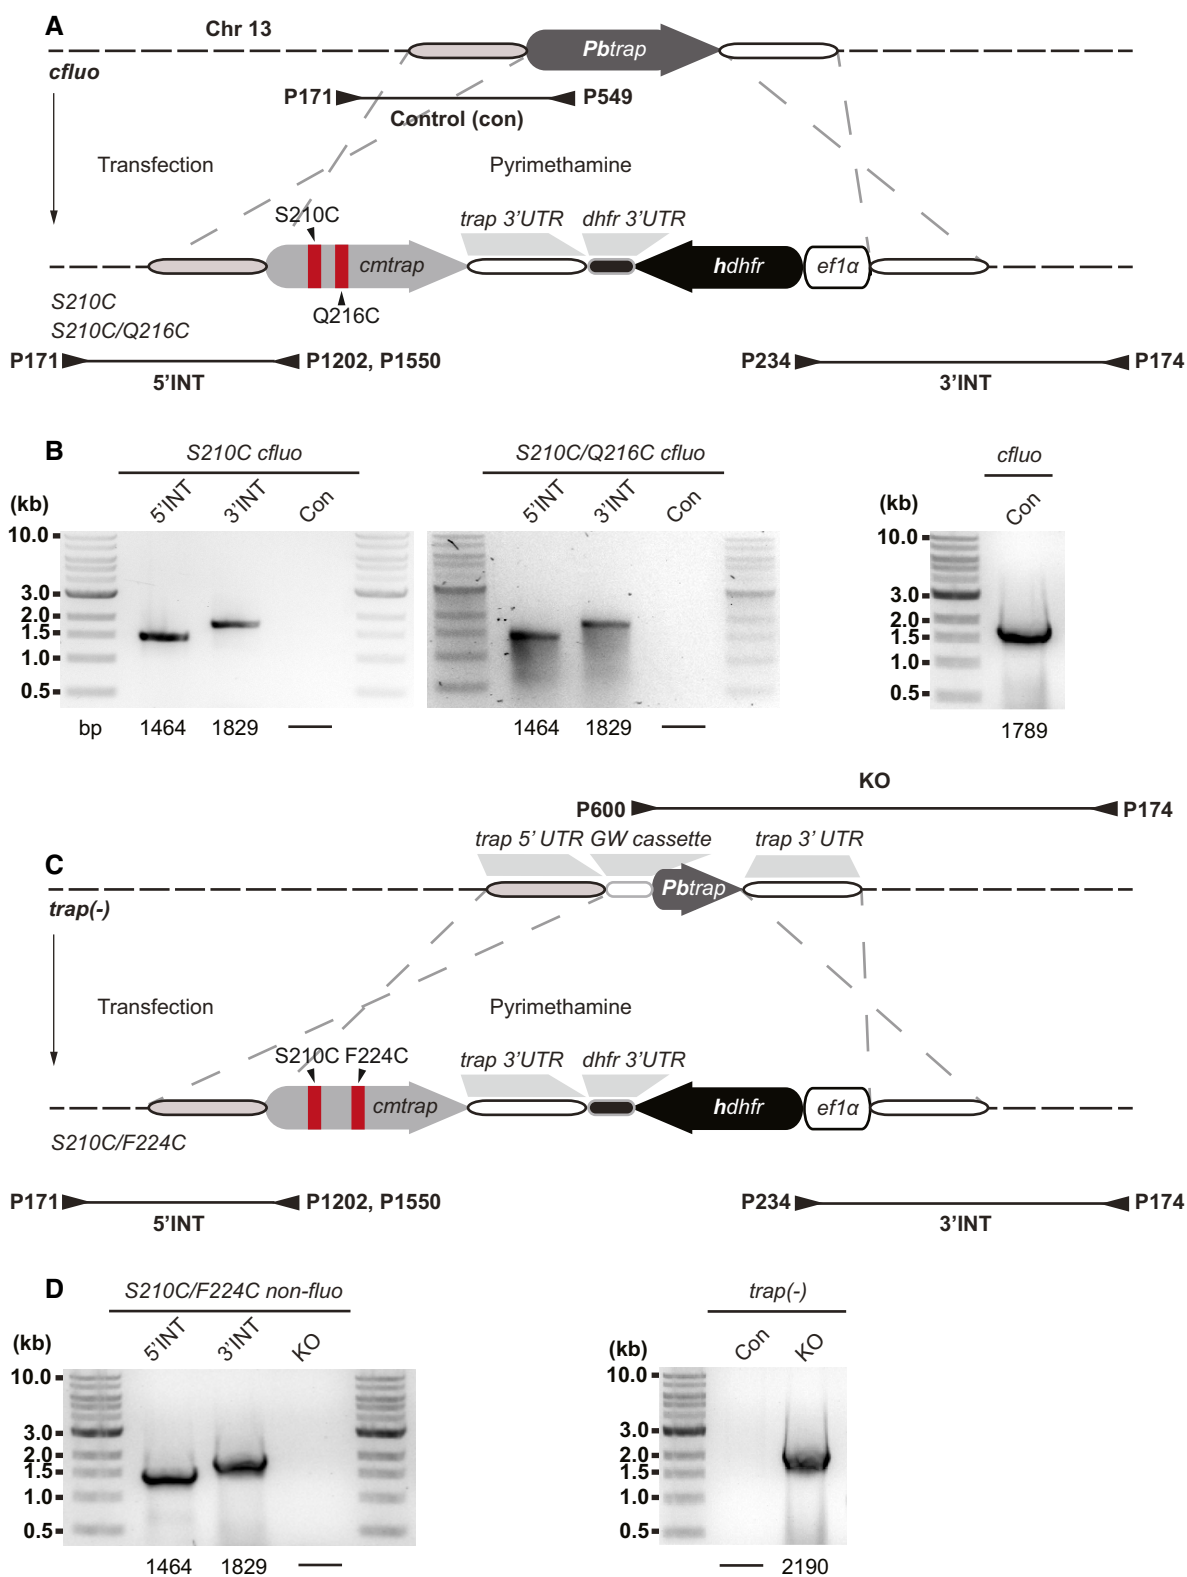 A
Chr 13
Pbtrap
cfluo
P171
P549
Control (con)
Transfection
Pyrimethamine
S210C
trap 3'UTR
dhfr 3'UTR
cmtrap
hdhfr
ef1α
Q216C
S210C
S210C/Q216C
P171
P1202, P1550
5'INT
P234
P174
3'INT
B
S210C cfluo
S210C/Q216C cfluo
cfluo
(kb)
5'INT
3'INT
Con
5'INT
3'INT
Con
(kb)
Con
10.0
3.0
2.0
1.5
1.0
0.5
10.0
3.0
2.0
1.5
1.0
0.5
bp
1464
1829
1464
1829
1789
KO
P600
P174
C
trap 5' UTR
GW cassette
trap 3' UTR
Pbtrap
trap(-)
Transfection
Pyrimethamine
S210C
F224C
trap 3'UTR
dhfr 3'UTR
cmtrap
hdhfr
ef1α
S210C/F224C
P171
P1202, P1550
5'INT
P234
P174
3'INT
D
S210C/F224C non-fluo
trap(-)
(kb)
5'INT
3'INT
KO
(kb)
Con
KO
10.0
3.0
2.0
1.5
1.0
0.5
10.0
3.0
2.0
1.5
1.0
0.5
1464
1829
2190